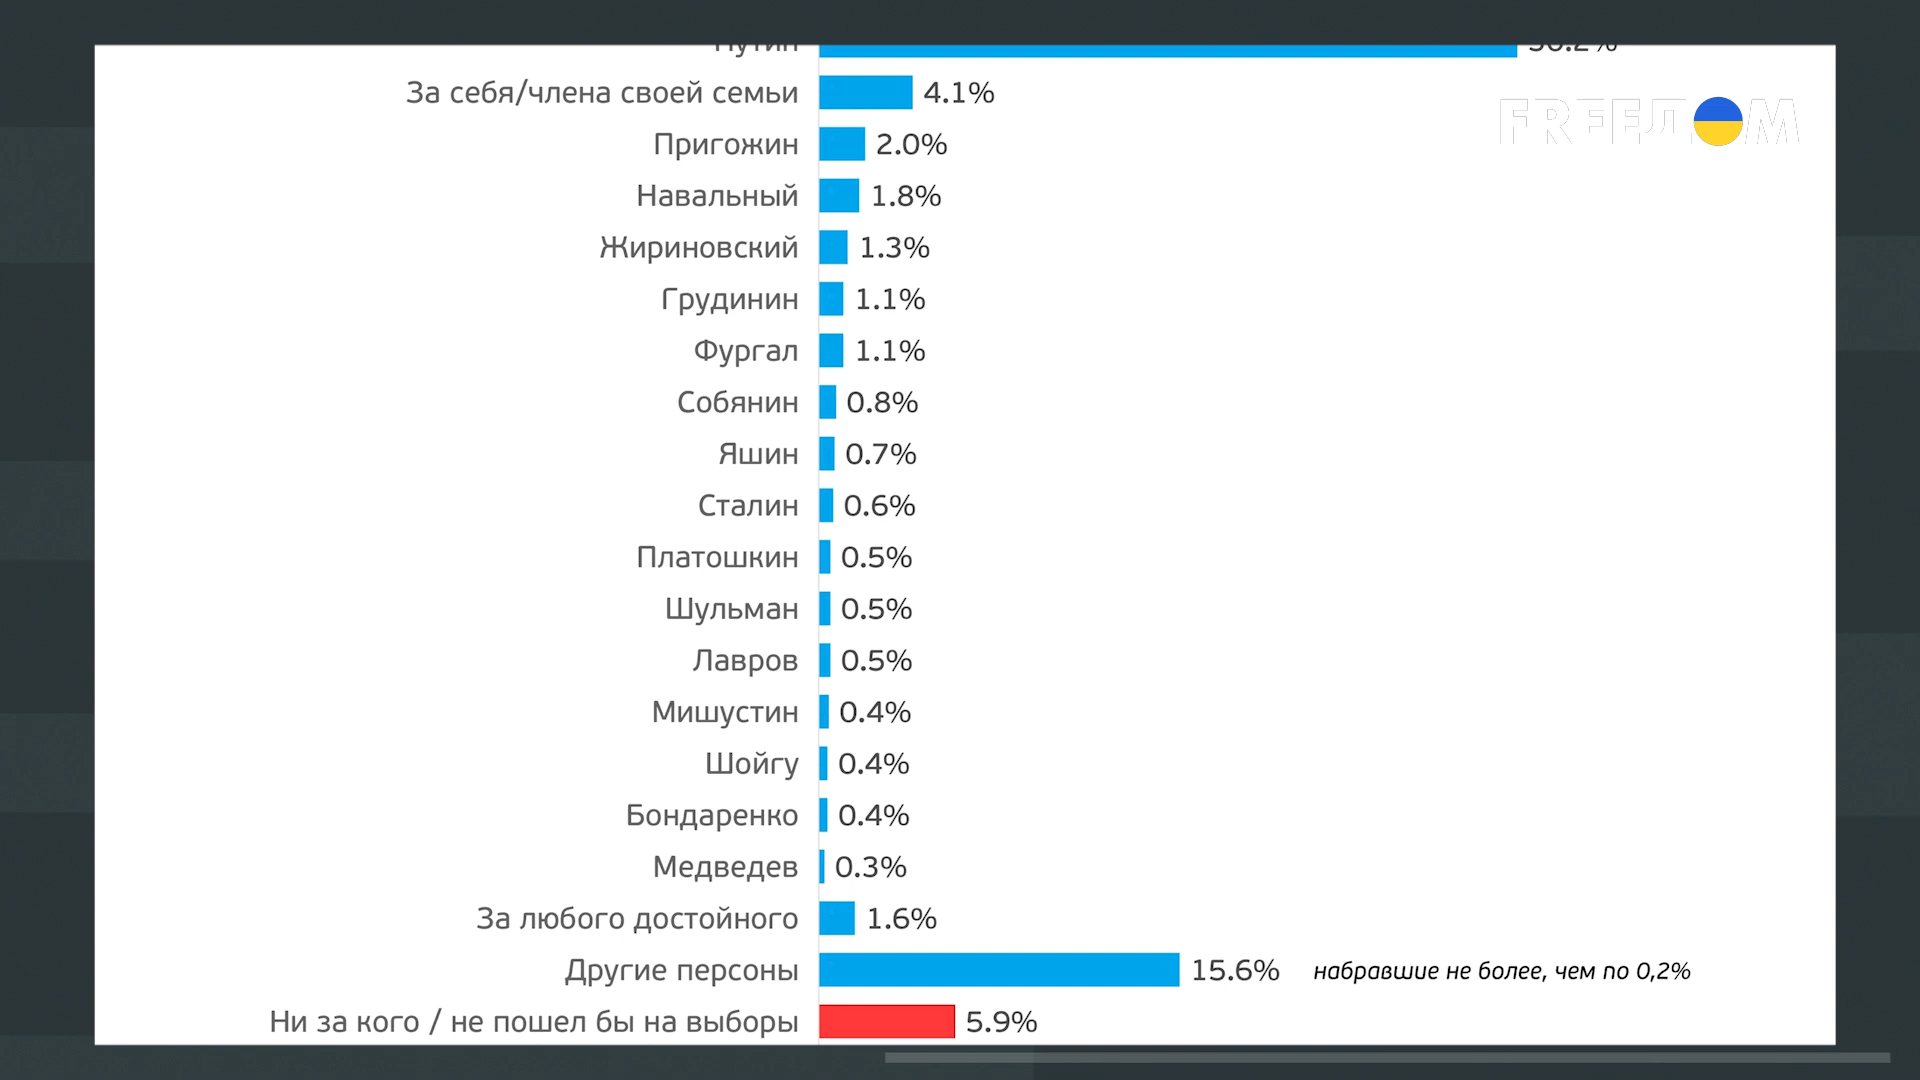 Путин 30.2%
За себя/члена своей семьи 4.1%
FREEДOM
Пригожин 2.0%
Навальный 1.8%
Жириновский 1.3%
Грудинин 1.1%
Фургал 1.1%
Собянин 0.8%
Яшин 0.7%
Сталин 0.6%
Платошкин 0.5%
Шульман 0.5%
Лавров 0.5%
Мишустин 0.4%
Шойгу 0.4%
Бондаренко 0.4%
Медведев 0.3%
За любого достойного 1.6%
Другие персоны 15.6% набравшие не более, чем по 0,2%
Ни за кого / не пошел бы на выборы 5.9%